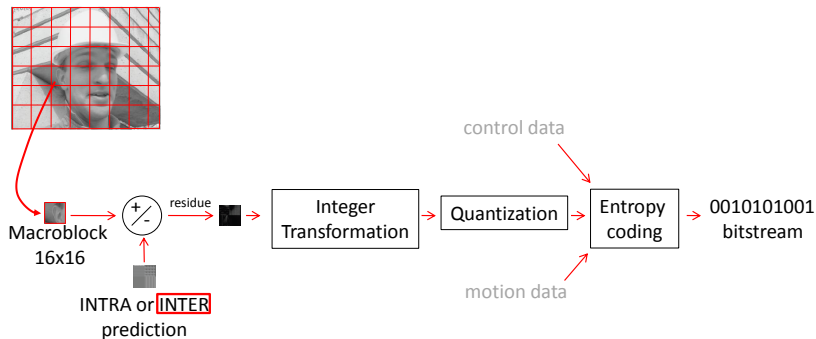 control data
residue
+
/
-
Integer
Transformation
Quantization
Entropy
coding
0010101001
bitstream
Macroblock
16x16
INTRA or INTER
prediction
motion data